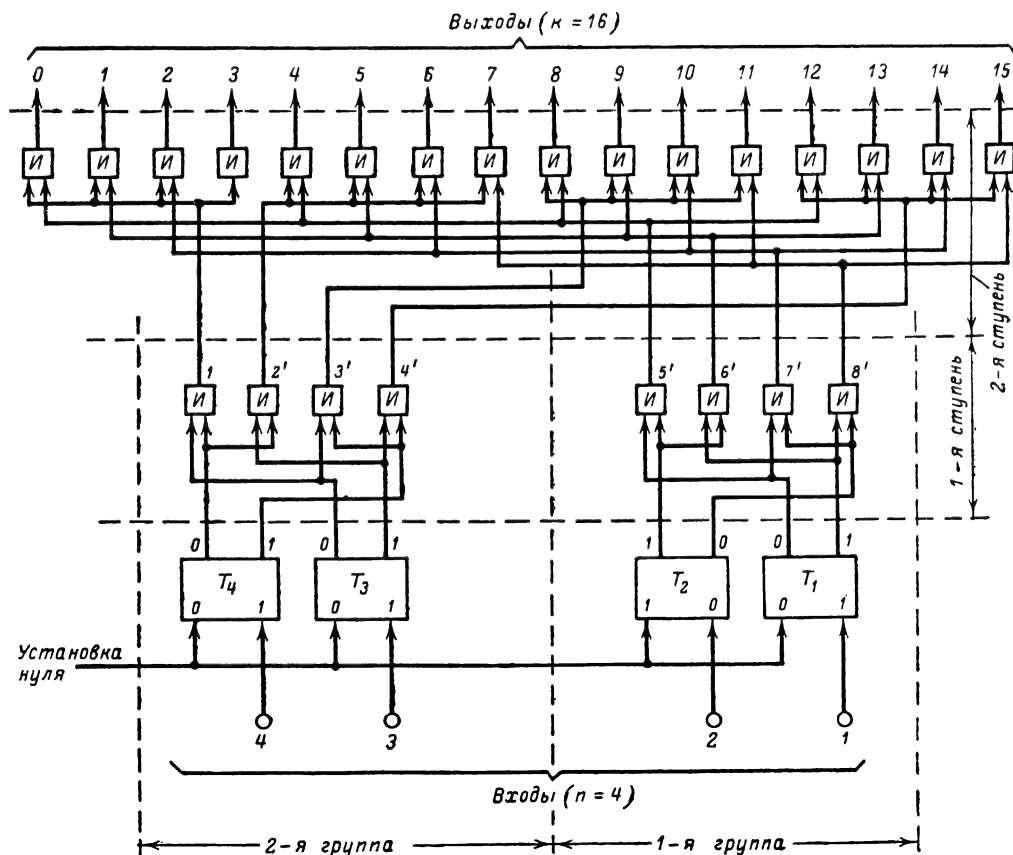 Выходы (к = 16)
0 1 2 3 4 5 6 7 8 9 10 11 12 13 14 15
И И И И И И И И И И И И И И И И
2-я ступень
1 2' 3' 4' 5' 6' 7' 8'
И И И И И И И И
1-я ступень
0 1 0 1 1 0 0 1
T4 T3 T2 T1
0 1 0 1 1 0 0 1
Установка
нуля
4 3 2 1
Входы (n = 4)
2-я группа 1-я группа